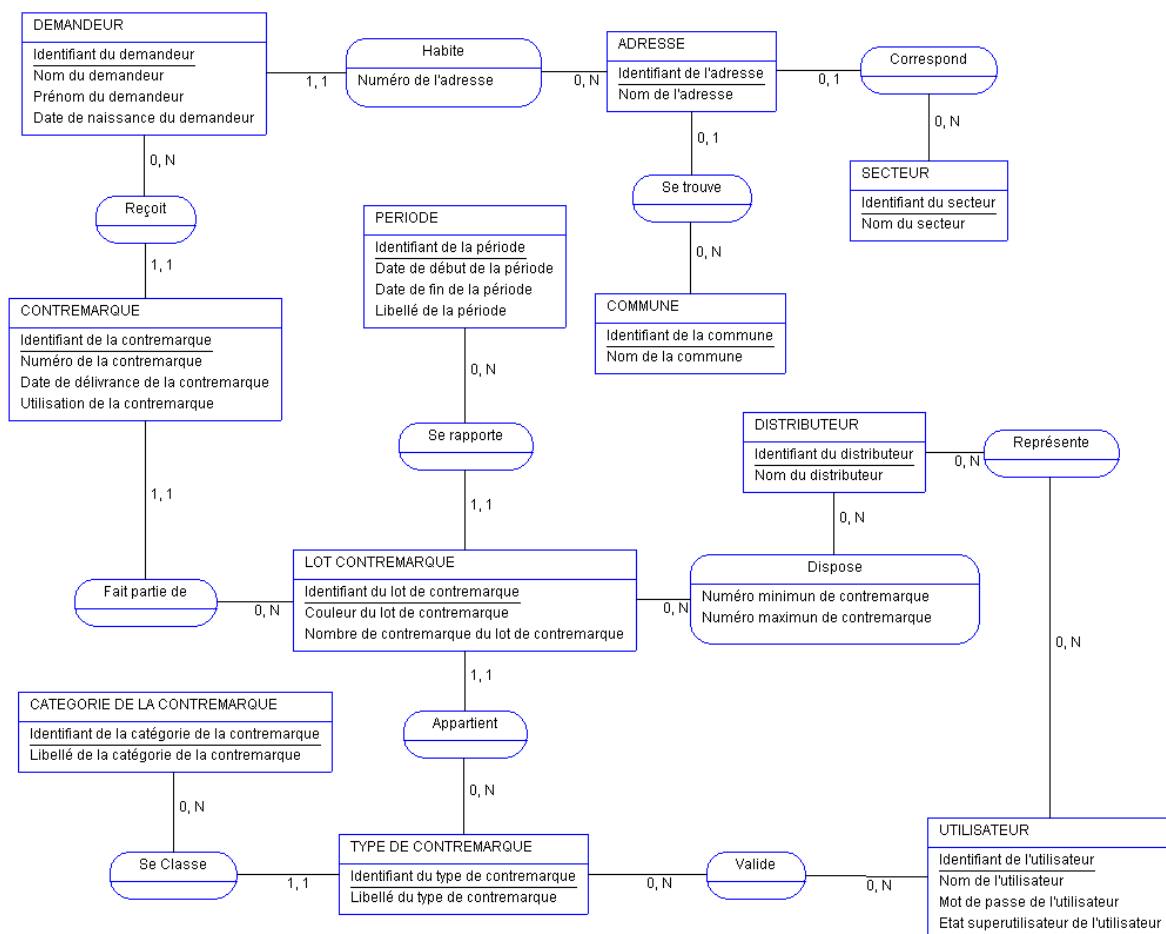 DEMANDEUR
Identifiant du demandeur
Nom du demandeur
Prénom du demandeur
Date de naissance du demandeur
1, 1
Habite
Numéro de l'adresse
0, N
ADRESSE
Identifiant de l'adresse
Nom de l'adresse
0, 1
Correspond
0, N
0, 1
0, N
Reçoit
Se trouve
SECTEUR
Identifiant du secteur
Nom du secteur
PERIODE
Identifiant de la période
Date de début de la période
Date de fin de la période
Libellé de la période
1, 1
0, N
CONTREMARQUE
Identifiant de la contremarque
Numéro de la contremarque
Date de délivrance de la contremarque
Utilisation de la contremarque
COMMUNE
Identifiant de la commune
Nom de la commune
0, N
Se rapporte
DISTRIBUTEUR
Identifiant du distributeur
Nom du distributeur
0, N
Représente
1, 1
1, 1
0, N
Fait partie de
0, N
LOT CONTREMARQUE
Identifiant du lot de contremarque
Couleur du lot de contremarque
Nombre de contremarque du lot de contremarque
0, N
Dispose
Numéro minimun de contremarque
Numéro maximun de contremarque
0, N
1, 1
CATEGORIE DE LA CONTREMARQUE
Identifiant de la catégorie de la contremarque
Libellé de la catégorie de la contremarque
Appartient
0, N
0, N
Se Classe
1, 1
TYPE DE CONTREMARQUE
Identifiant du type de contremarque
Libellé du type de contremarque
0, N
Valide
0, N
UTILISATEUR
Identifiant de l'utilisateur
Nom de l'utilisateur
Mot de passe de l'utilisateur
Etat superutilisateur de l'utilisateur